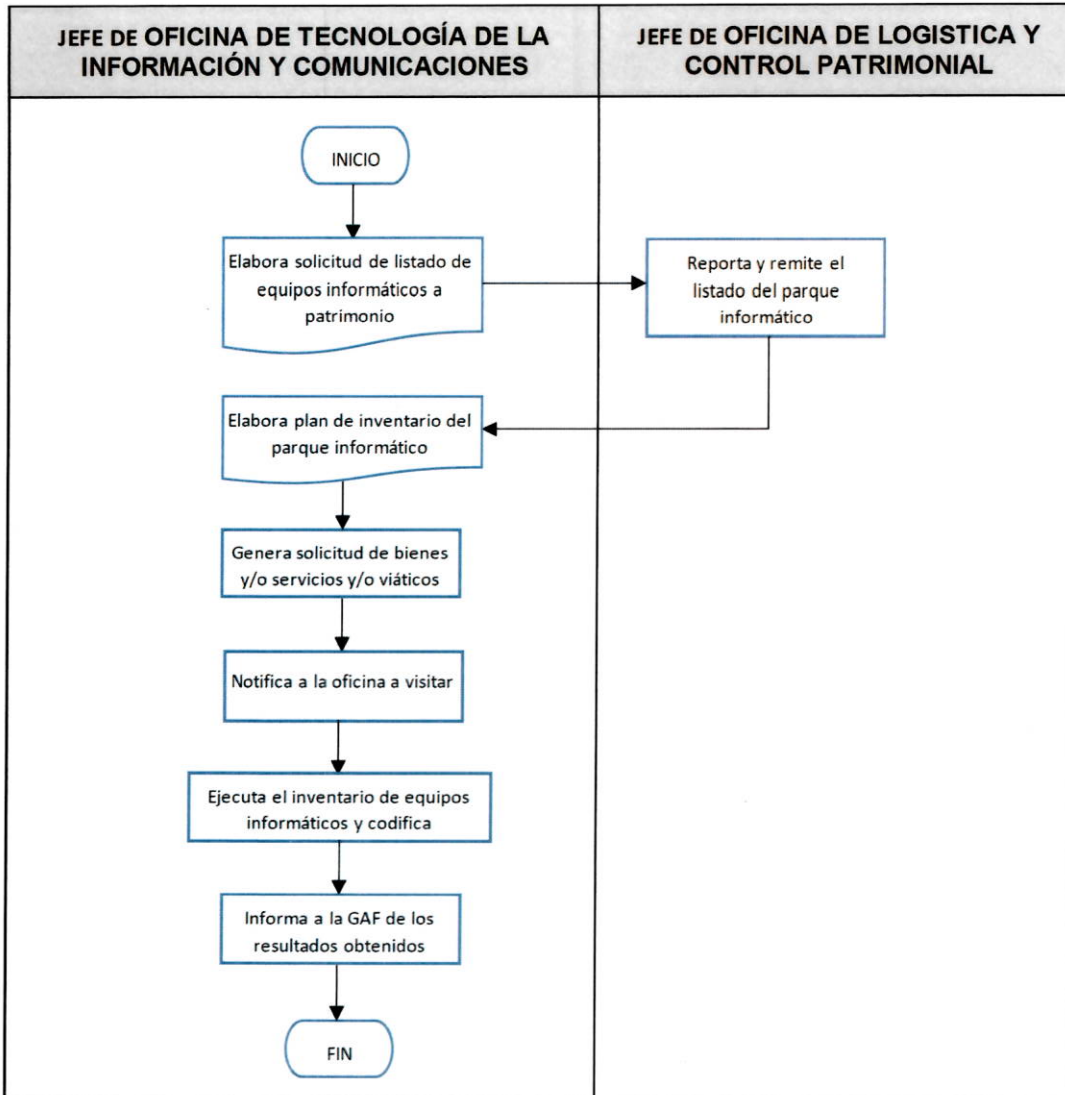 JEFE DE OFICINA DE TECNOLOGÍA DE LA
INFORMACIÓN Y COMUNICACIONES
JEFE DE OFICINA DE LOGISTICA Y
CONTROL PATRIMONIAL
INICIO
Elabora solicitud de listado de
equipos informáticos a
patrimonio
Reporta y remite el
listado del parque
informático
Elabora plan de inventario del
parque informático
Genera solicitud de bienes
y/o servicios y/o viáticos
Notifica a la oficina a visitar
Ejecuta el inventario de equipos
informáticos y codifica
Informa a la GAF de los
resultados obtenidos
FIN